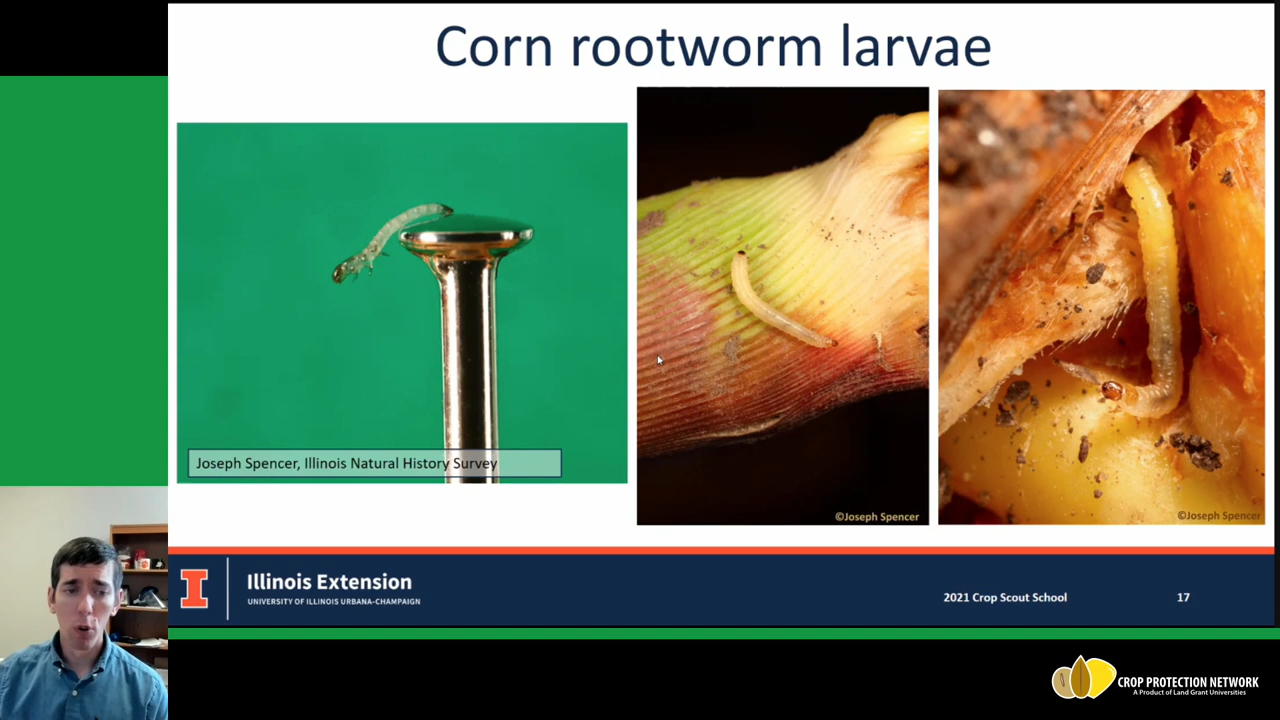 Corn rootworm larvae
Joseph Spencer, Illinois Natural History Survey
©Joseph Spencer
©Joseph Spencer
I
Illinois Extension
UNIVERSITY OF ILLINOIS URBANA-CHAMPAIGN
2021 Crop Scout School
17
CROP PROTECTION NETWORK
A Product of Land Grant Universities